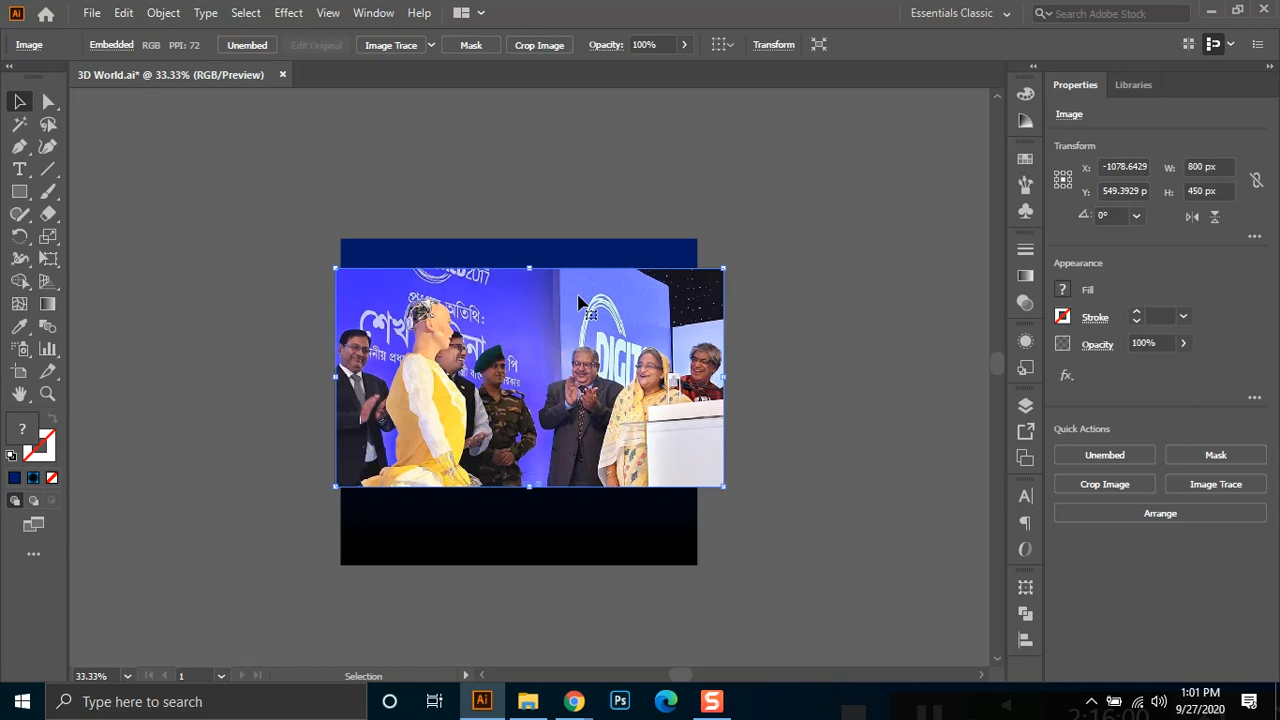 File Edit Object Type Select Effect View Window Help
Essentials Classic
Search Adobe Stock
Image Embedded RGB PPI: 72 Unembed Edit Original Image Trace Mask Crop Image Opacity: 100% Transform
3D World.ai* @ 33.33% (RGB/Preview)
Properties Libraries
Image
Transform
X: -1078.6429 W: 800 px
Y: 549.3929 p H: 450 px
0°
Appearance
Fill
Stroke
Opacity 100%
fx.
Quick Actions
Unembed Mask
Crop Image Image Trace
Arrange
2017
অতিথি:
DIGIT
33.33% 1 Selection
Type here to search
1:01 PM
9/27/2020